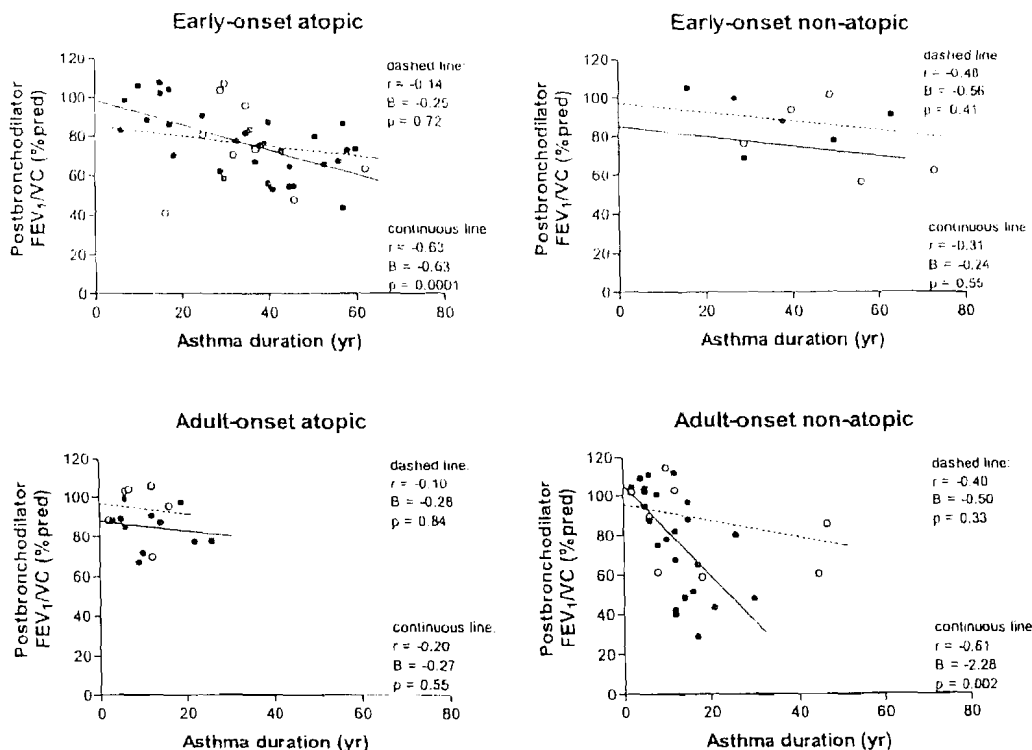 Early-onset atopic
Postbronchodilator
FEV₁/VC (%pred)
120
100
80
60
40
20
0
0 20 40 60 80
Asthma duration (yr)
dashed line:
r = -0.14
B = -0.25
p = 0.72
continuous line
r = -0.63
B = -0.63
p = 0.0001
Early-onset non-atopic
Postbronchodilator
FEV₁/VC (%pred)
120
100
80
60
40
20
0
0 20 40 60 80
Asthma duration (yr)
dashed line:
r = -0.48
B = -0.56
p = 0.41
continuous line
r = -0.31
B = -0.24
p = 0.55
Adult-onset atopic
Postbronchodilator
FEV₁/VC (%pred)
120
100
80
60
40
20
0
0 20 40 60 80
Asthma duration (yr)
dashed line:
r = -0.10
B = -0.28
p = 0.84
continuous line:
r = -0.20
B = -0.27
p = 0.55
Adult-onset non-atopic
Postbronchodilator
FEV₁/VC (%pred)
120
100
80
60
40
20
0
0 20 40 60 80
Asthma duration (yr)
dashed line:
r = -0.40
B = -0.50
p = 0.33
continuous line:
r = -0.61
B = -2.28
p = 0.002